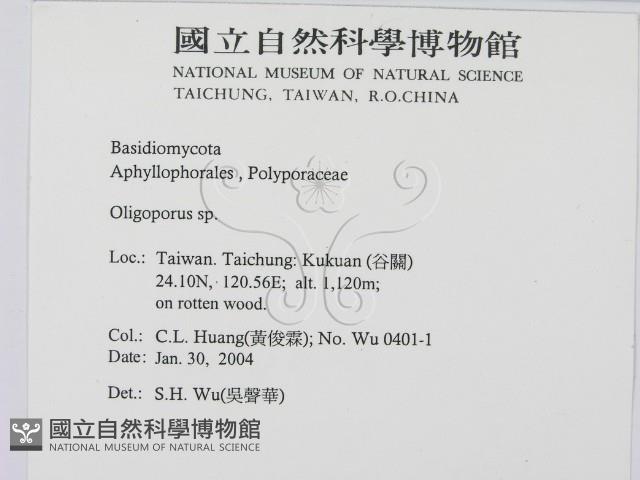 國立自然科學博物館
NATIONAL MUSEUM OF NATURAL SCIENCE
TAICHUNG, TAIWAN, R.O.CHINA
Basidiomycota
Aphyllophorales , Polyporaceae
Oligoporus sp.
Loc.: Taiwan. Taichung: Kukuan (谷關)
24.10N, 120.56E; alt. 1,120m;
on rotten wood.
Col.: C.L. Huang(黃俊霖); No. Wu 0401-1
Date: Jan. 30, 2004
Det.: S.H. Wu(吳聲華)
國立自然科學博物館
NATIONAL MUSEUM OF NATURAL SCIENCE